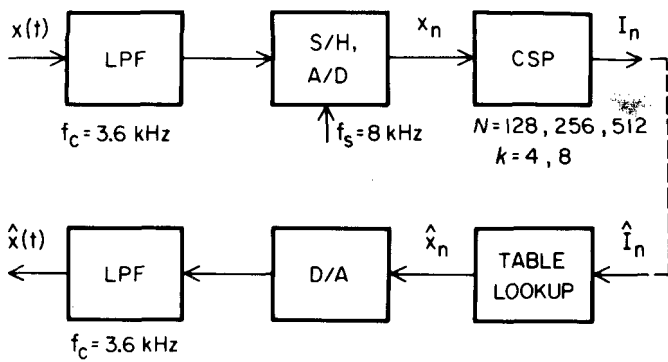 x(t)
LPF
f_c = 3.6 kHz
S/H,
A/D
f_s = 8 kHz
x_n
CSP
N = 128, 256, 512
k = 4, 8
I_n
x̂(t)
LPF
f_c = 3.6 kHz
D/A
x̂_n
TABLE
LOOKUP
Î_n